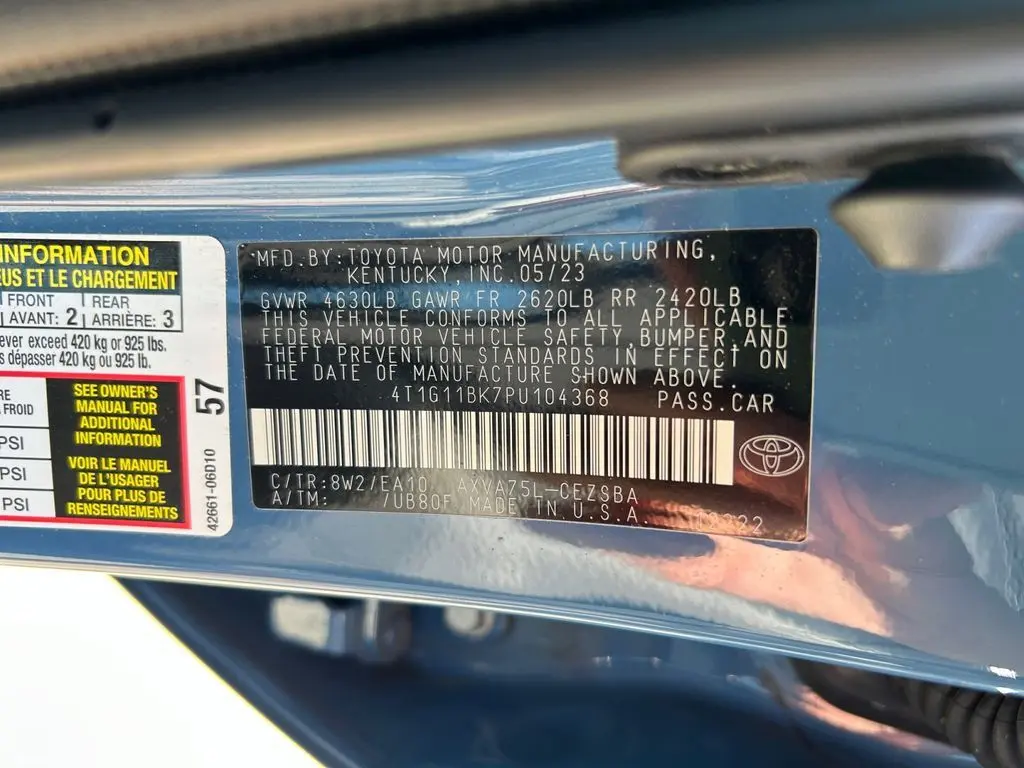 INFORMATION
EUS ET LE CHARGEMENT
FRONT REAR
AVANT: 2 ARRIÈRE: 3
ever exceed 420 kg or 925 lbs.
s dépasser 420 kg ou 925 lb.
RE
FROID
PSI
PSI
PSI
SEE OWNER'S
MANUAL FOR
ADDITIONAL
INFORMATION
VOIR LE MANUEL
DE L'USAGER
POUR PLUS DE
RENSEIGNEMENTS
57
42661-06D10
MFD.BY:TOYOTA MOTOR MANUFACTURING,
KENTUCKY, INC.05/23
GVWR 4630LB GAWR FR 2620LB RR 2420LB
THIS VEHICLE CONFORMS TO ALL APPLICABLE
FEDERAL MOTOR VEHICLE SAFETY,BUMPER,AND
THEFT PREVENTION STANDARDS IN EFFECT ON
THE DATE OF MANUFACTURE SHOWN ABOVE.
4T1G11BK7PU104368 PASS.CAR
C/TR:8W2/EA10 AXVA75L-CEZSBA
A/TM: /UB80F MADE IN U.S.A.